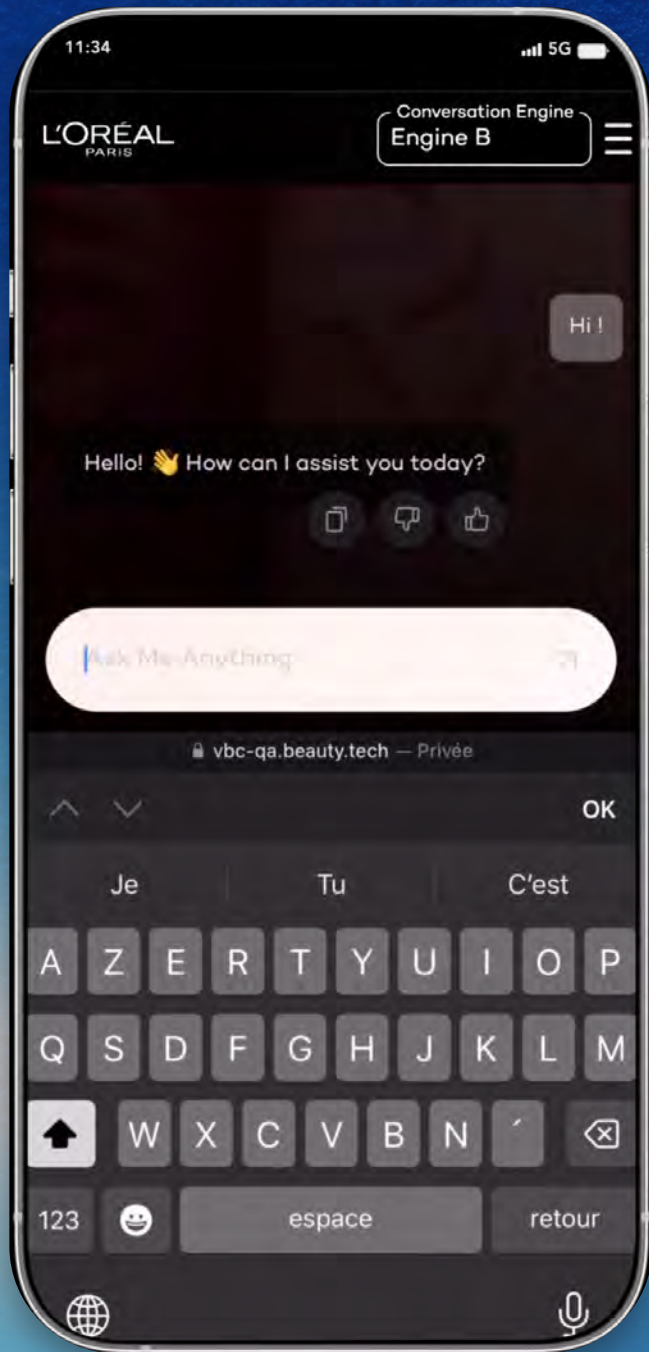 11:34
5G
L'ORÉAL
PARIS
Conversation Engine
Engine B
Hi !
Hello! 👋 How can I assist you today?
Ask Me Anything
vbc-qa.beauty.tech — Privée
OK
Je Tu C'est
A Z E R T Y U I O P
Q S D F G H J K L M
W X C V B N ´
123 espace retour